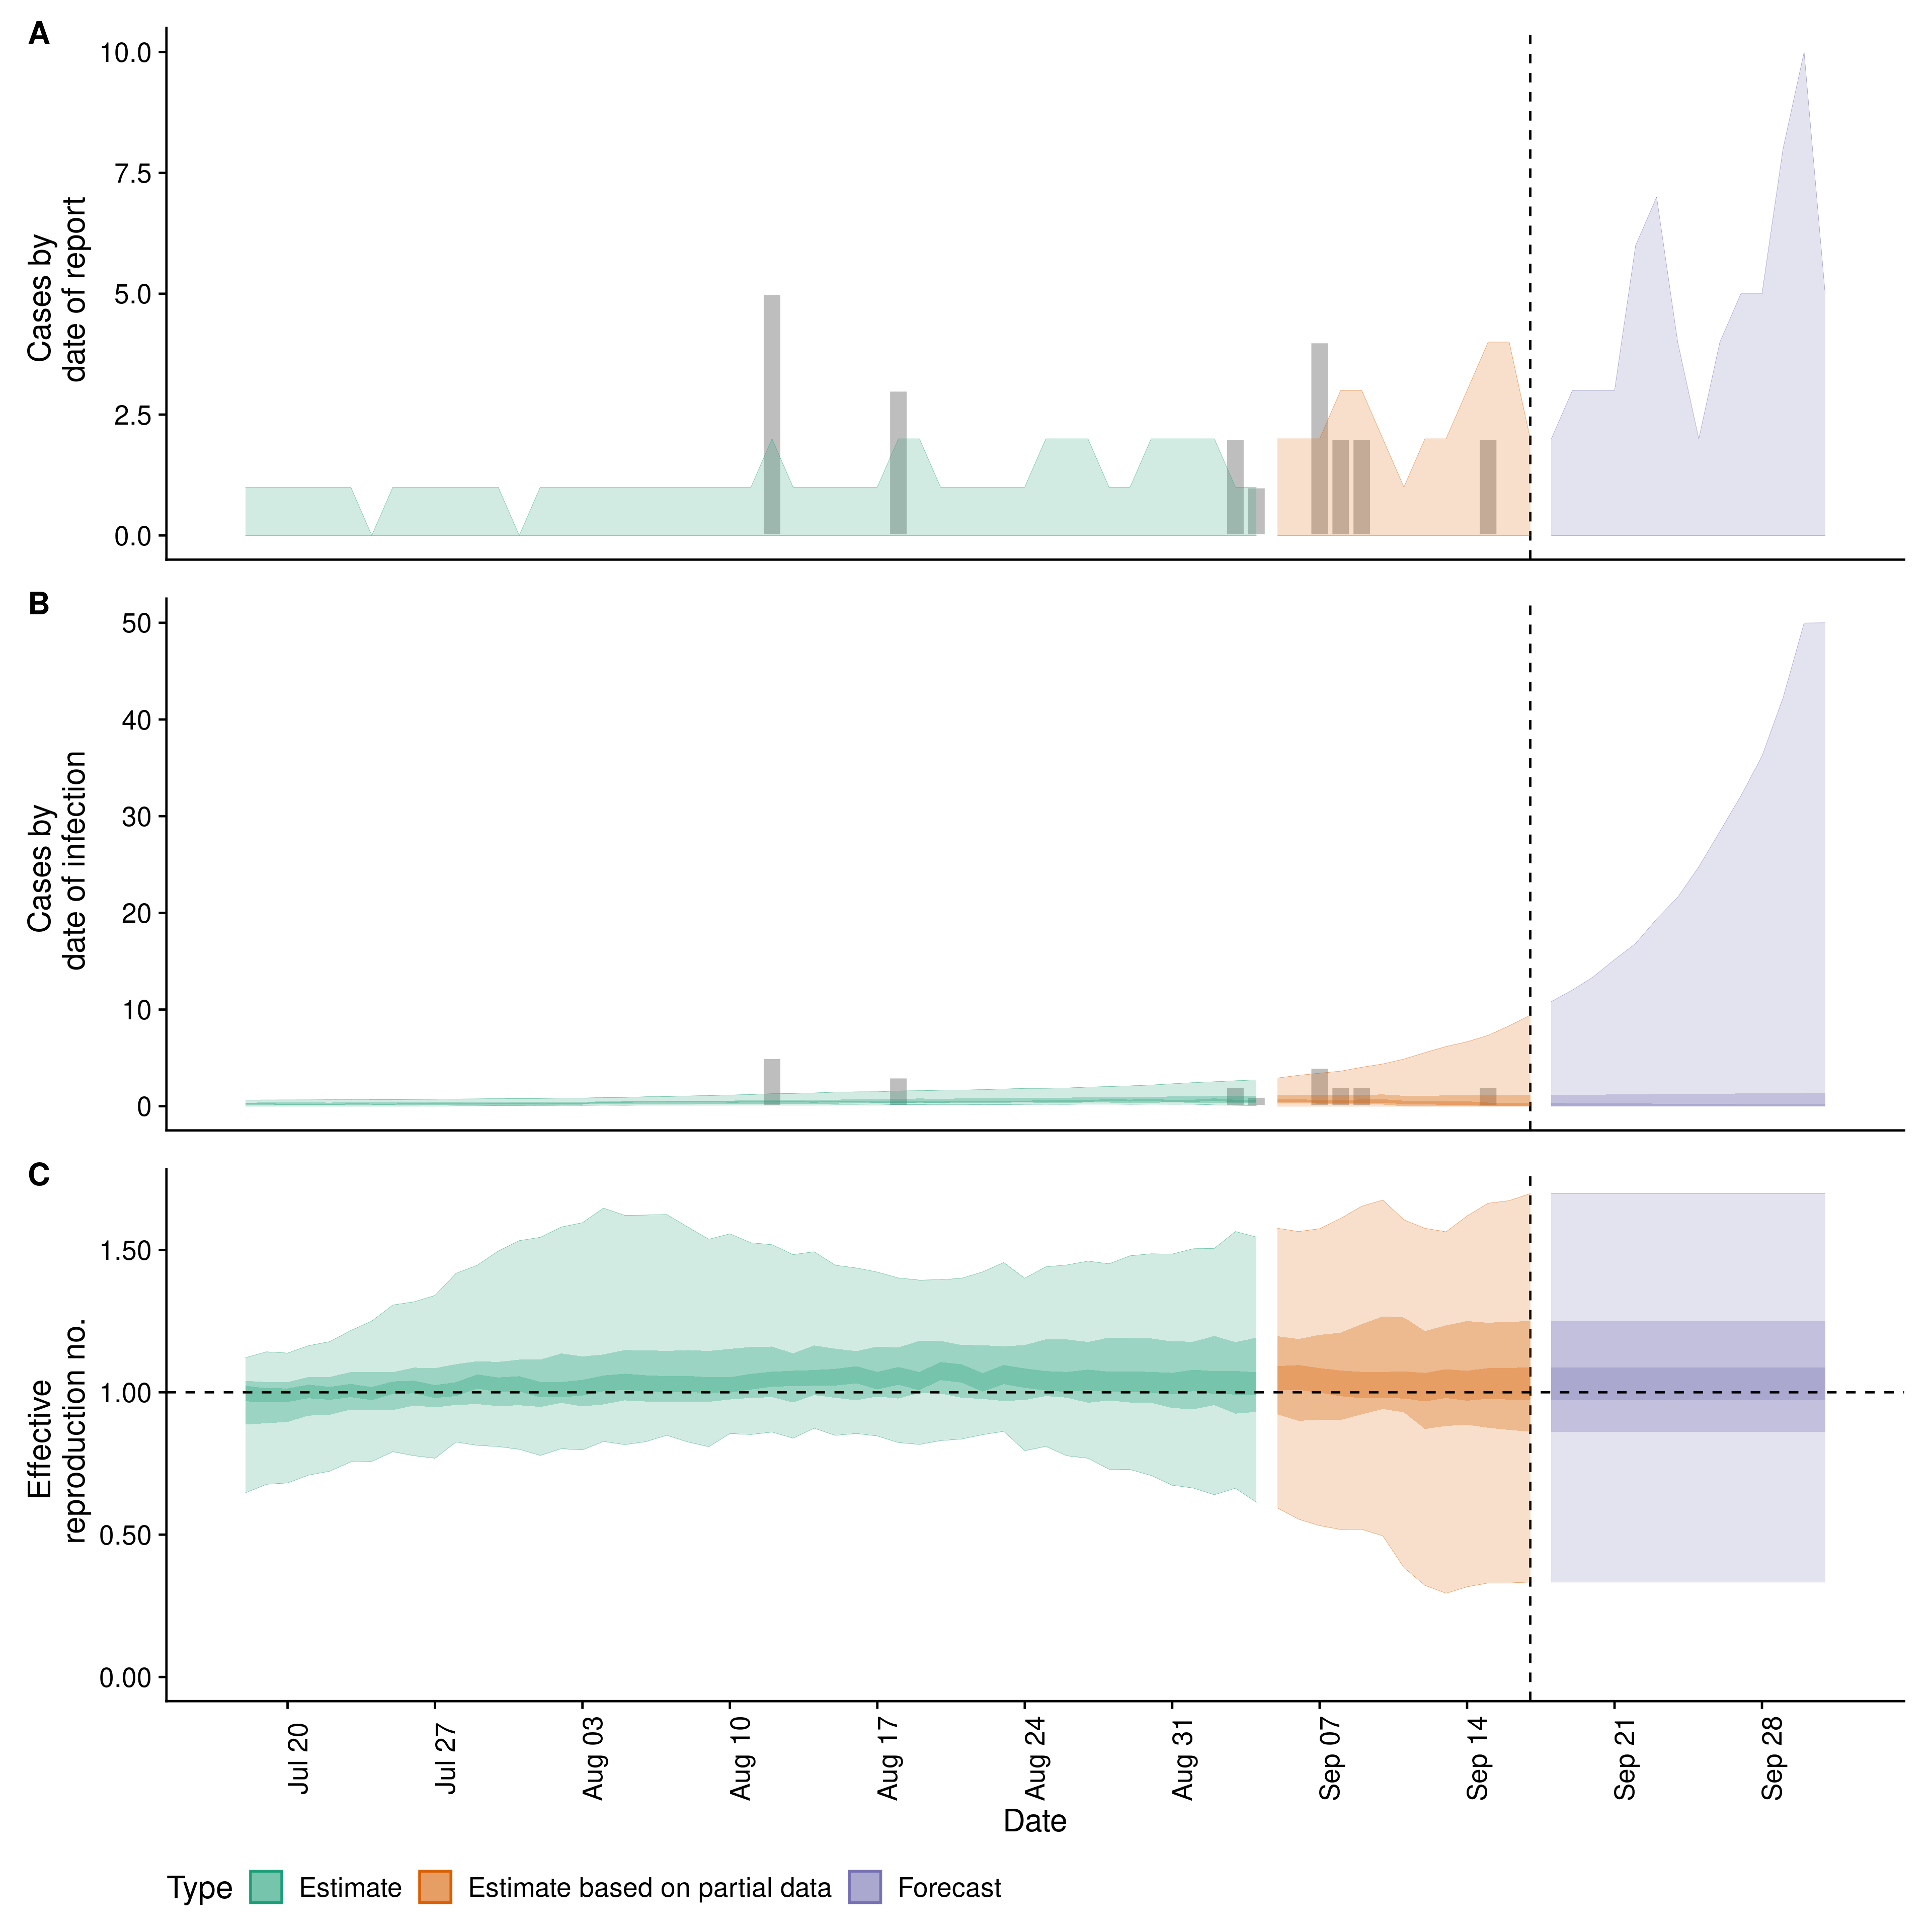 A
Cases by
date of report
10.0
7.5
5.0
2.5
0.0
B
Cases by
date of infection
50
40
30
20
10
0
C
Effective
reproduction no.
1.50
1.00
0.50
0.00
Jul 20
Jul 27
Aug 03
Aug 10
Aug 17
Aug 24
Aug 31
Sep 07
Sep 14
Sep 21
Sep 28
Date
Type Estimate Estimate based on partial data Forecast